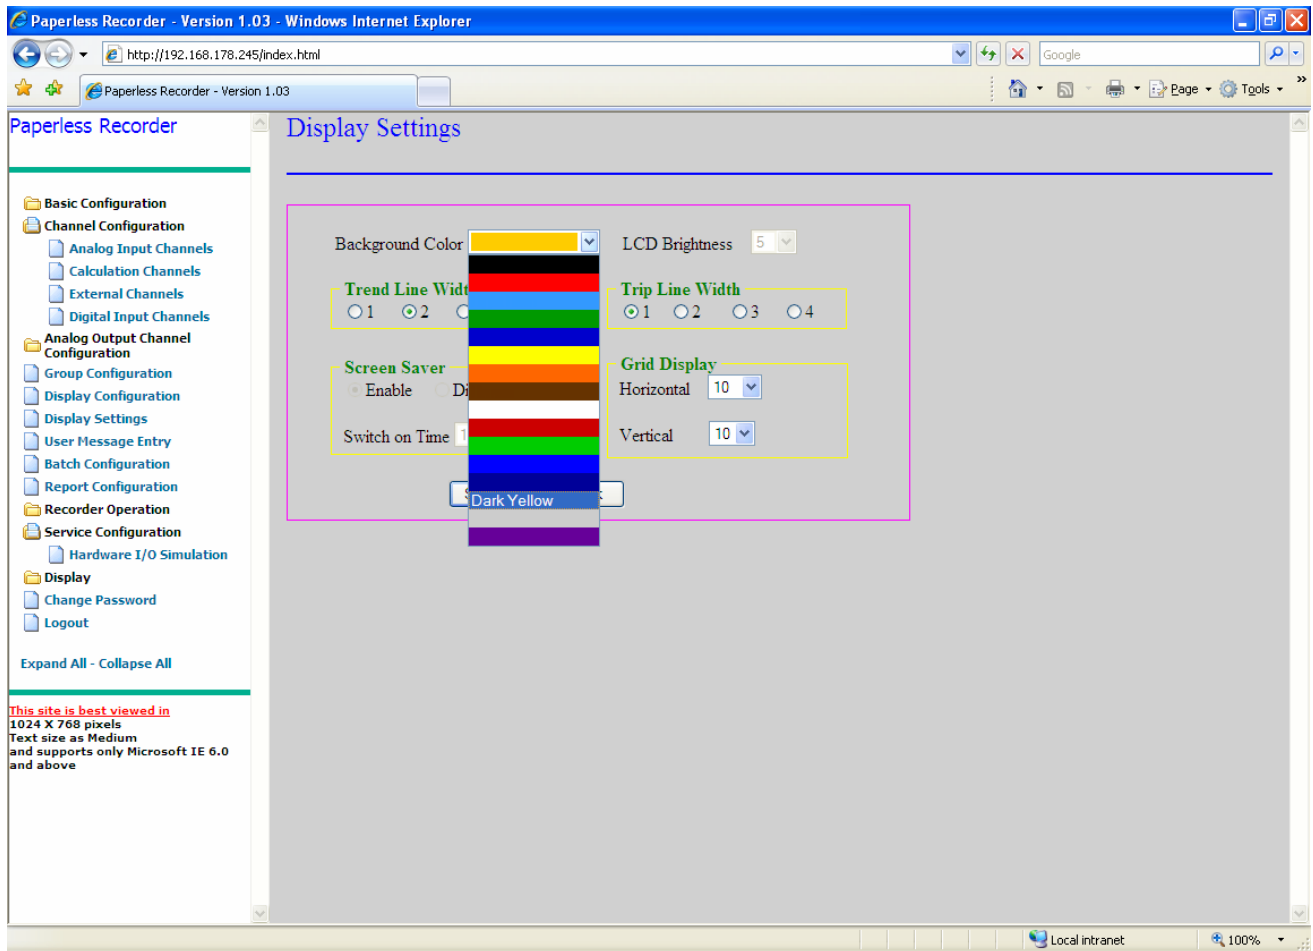 Paperless Recorder - Version 1.03 - Windows Internet Explorer
http://192.168.178.245/index.html
Google
Paperless Recorder - Version 1.03
Page
Tools
Paperless Recorder
Basic Configuration
Channel Configuration
Analog Input Channels
Calculation Channels
External Channels
Digital Input Channels
Analog Output Channel
Configuration
Group Configuration
Display Configuration
Display Settings
User Message Entry
Batch Configuration
Report Configuration
Recorder Operation
Service Configuration
Hardware I/O Simulation
Display
Change Password
Logout
Expand All - Collapse All
This site is best viewed in
1024 X 768 pixels
Text size as Medium
and supports only Microsoft IE 6.0
and above
Display Settings
Background Color
LCD Brightness 5
Trend Line
1 2
Trip Line Width
1 2 3 4
Screen Saver
Enable
Switch on Time
Grid Display
Horizontal 10
Vertical 10
Dark Yellow
Local intranet
100%